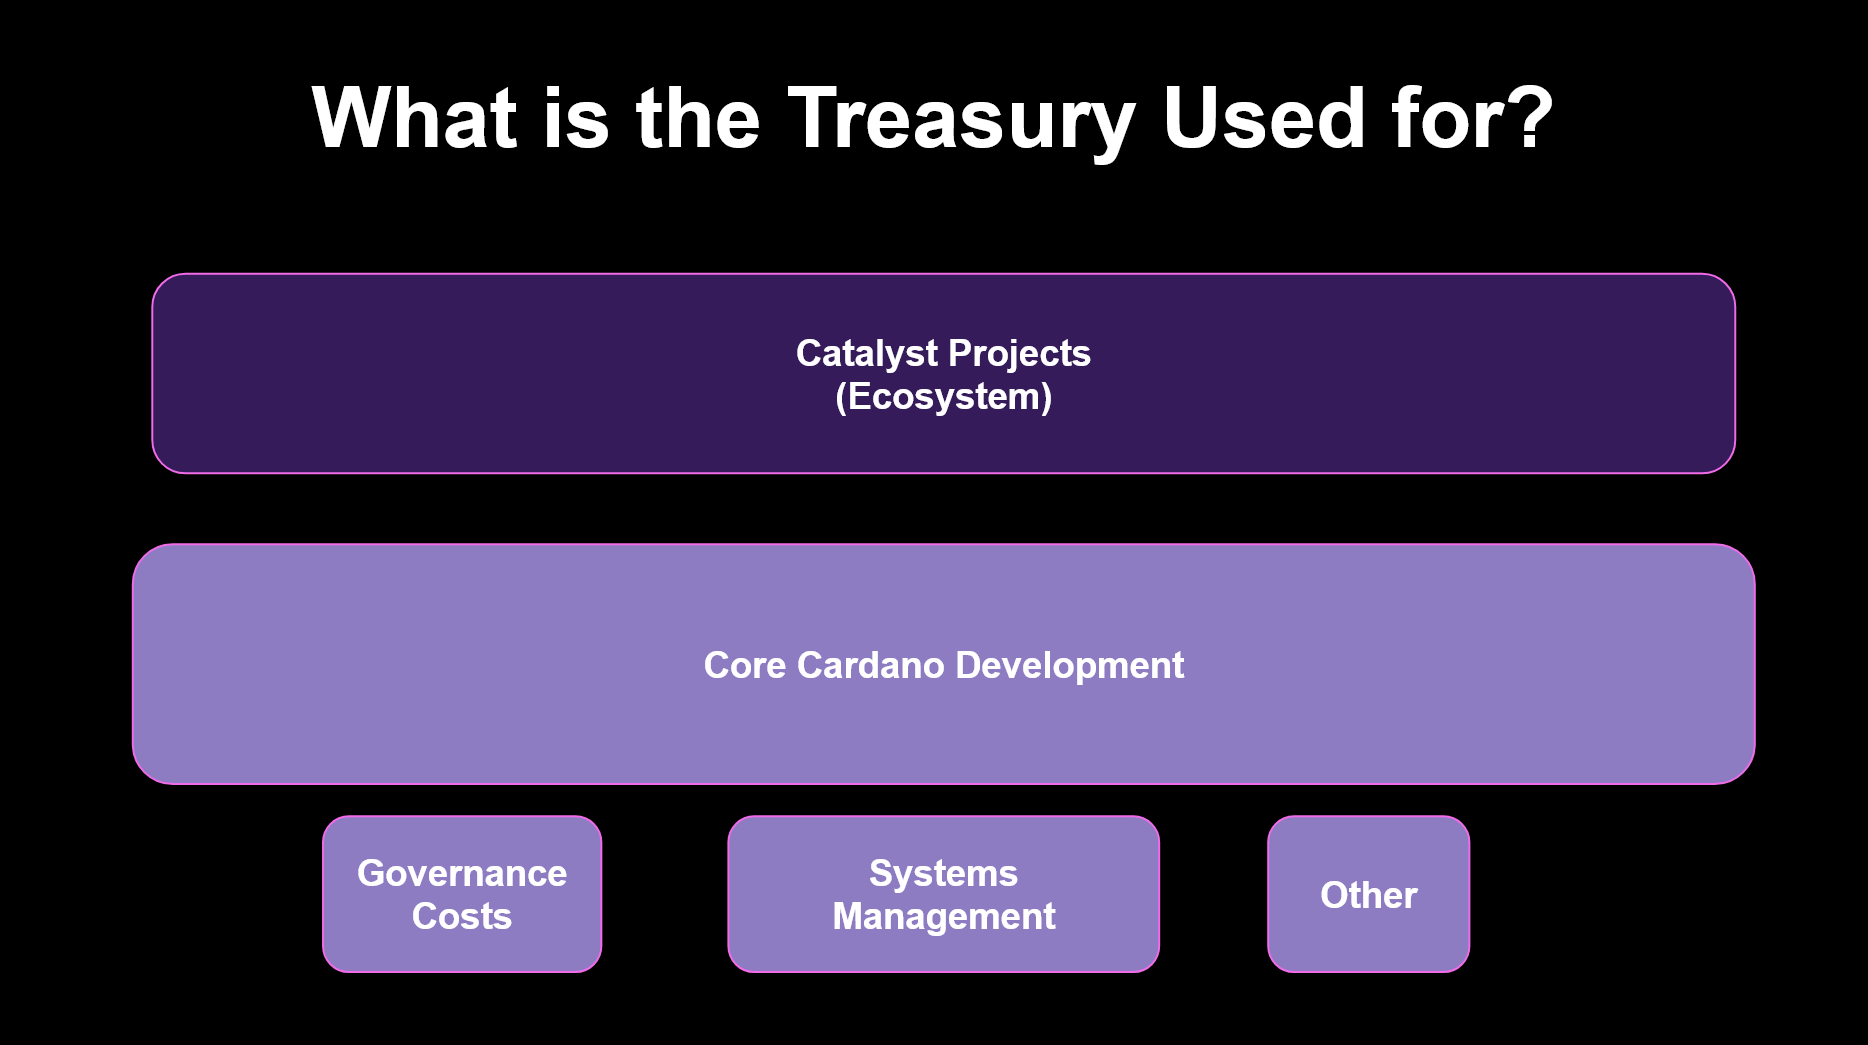 What is the Treasury Used for?
Catalyst Projects
(Ecosystem)
Core Cardano Development
Governance
Costs
Systems
Management
Other